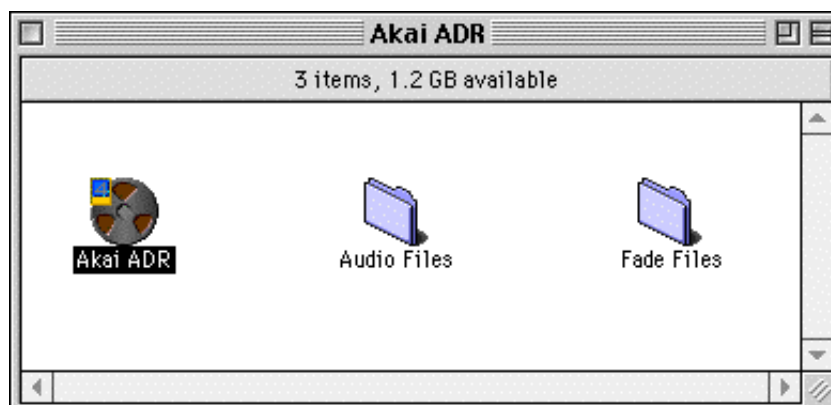 Akai ADR
3 items, 1.2 GB available
Akai ADR
Audio Files
Fade Files